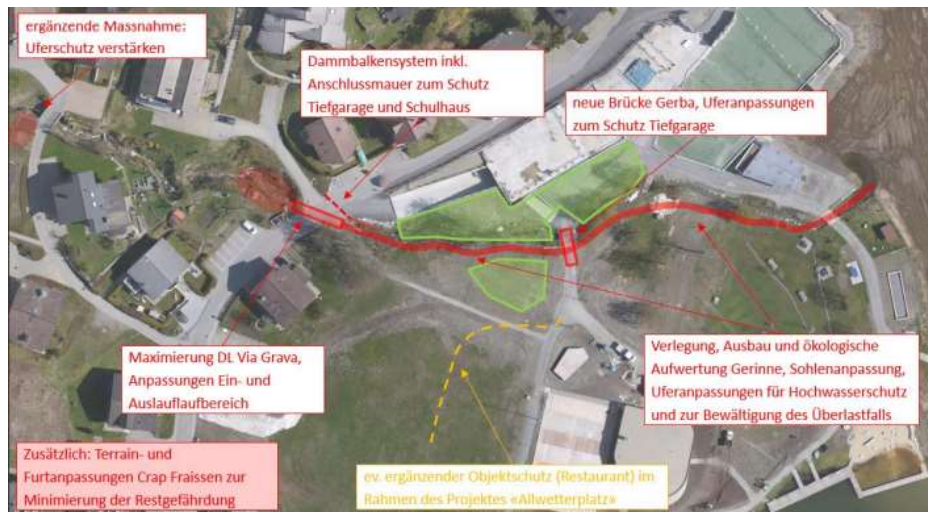 ergänzende Massnahme:
Uferschutz verstärken
Dammbalkensystem inkl.
Anschlussmauer zum Schutz
Tiefgarage und Schulhaus
neue Brücke Gerba, Uferanpassungen
zum Schutz Tiefgarage
Maximierung DL Via Grava,
Anpassungen Ein- und
Auslauflaufbereich
Verlegung, Ausbau und ökologische
Aufwertung Gerinne, Sohlenanpassung,
Uferanpassungen für Hochwasserschutz
und zur Bewältigung des Überlastfalls
Zusätzlich: Terrain- und
Furtanpassungen Crap Fraissen zur
Minimierung der Restgefährdung
ev. ergänzender Objektschutz (Restaurant) im
Rahmen des Projektes «Allwetterplatz»